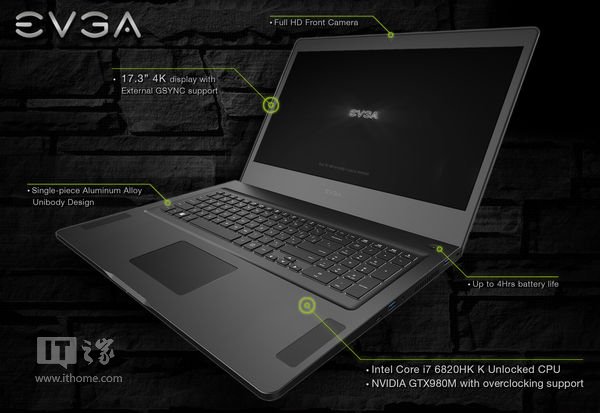 EVGA
• Full HD Front Camera
• 17.3" 4K display with
External GSYNC support
EVGA
EVGA
• Single-piece Aluminum Alloy
Unibody Design
• Up to 4Hrs battery life
• Intel Core i7 6820HK K Unlocked CPU
• NVIDIA GTX980M with overclocking support
IT之家
www.ithome.com